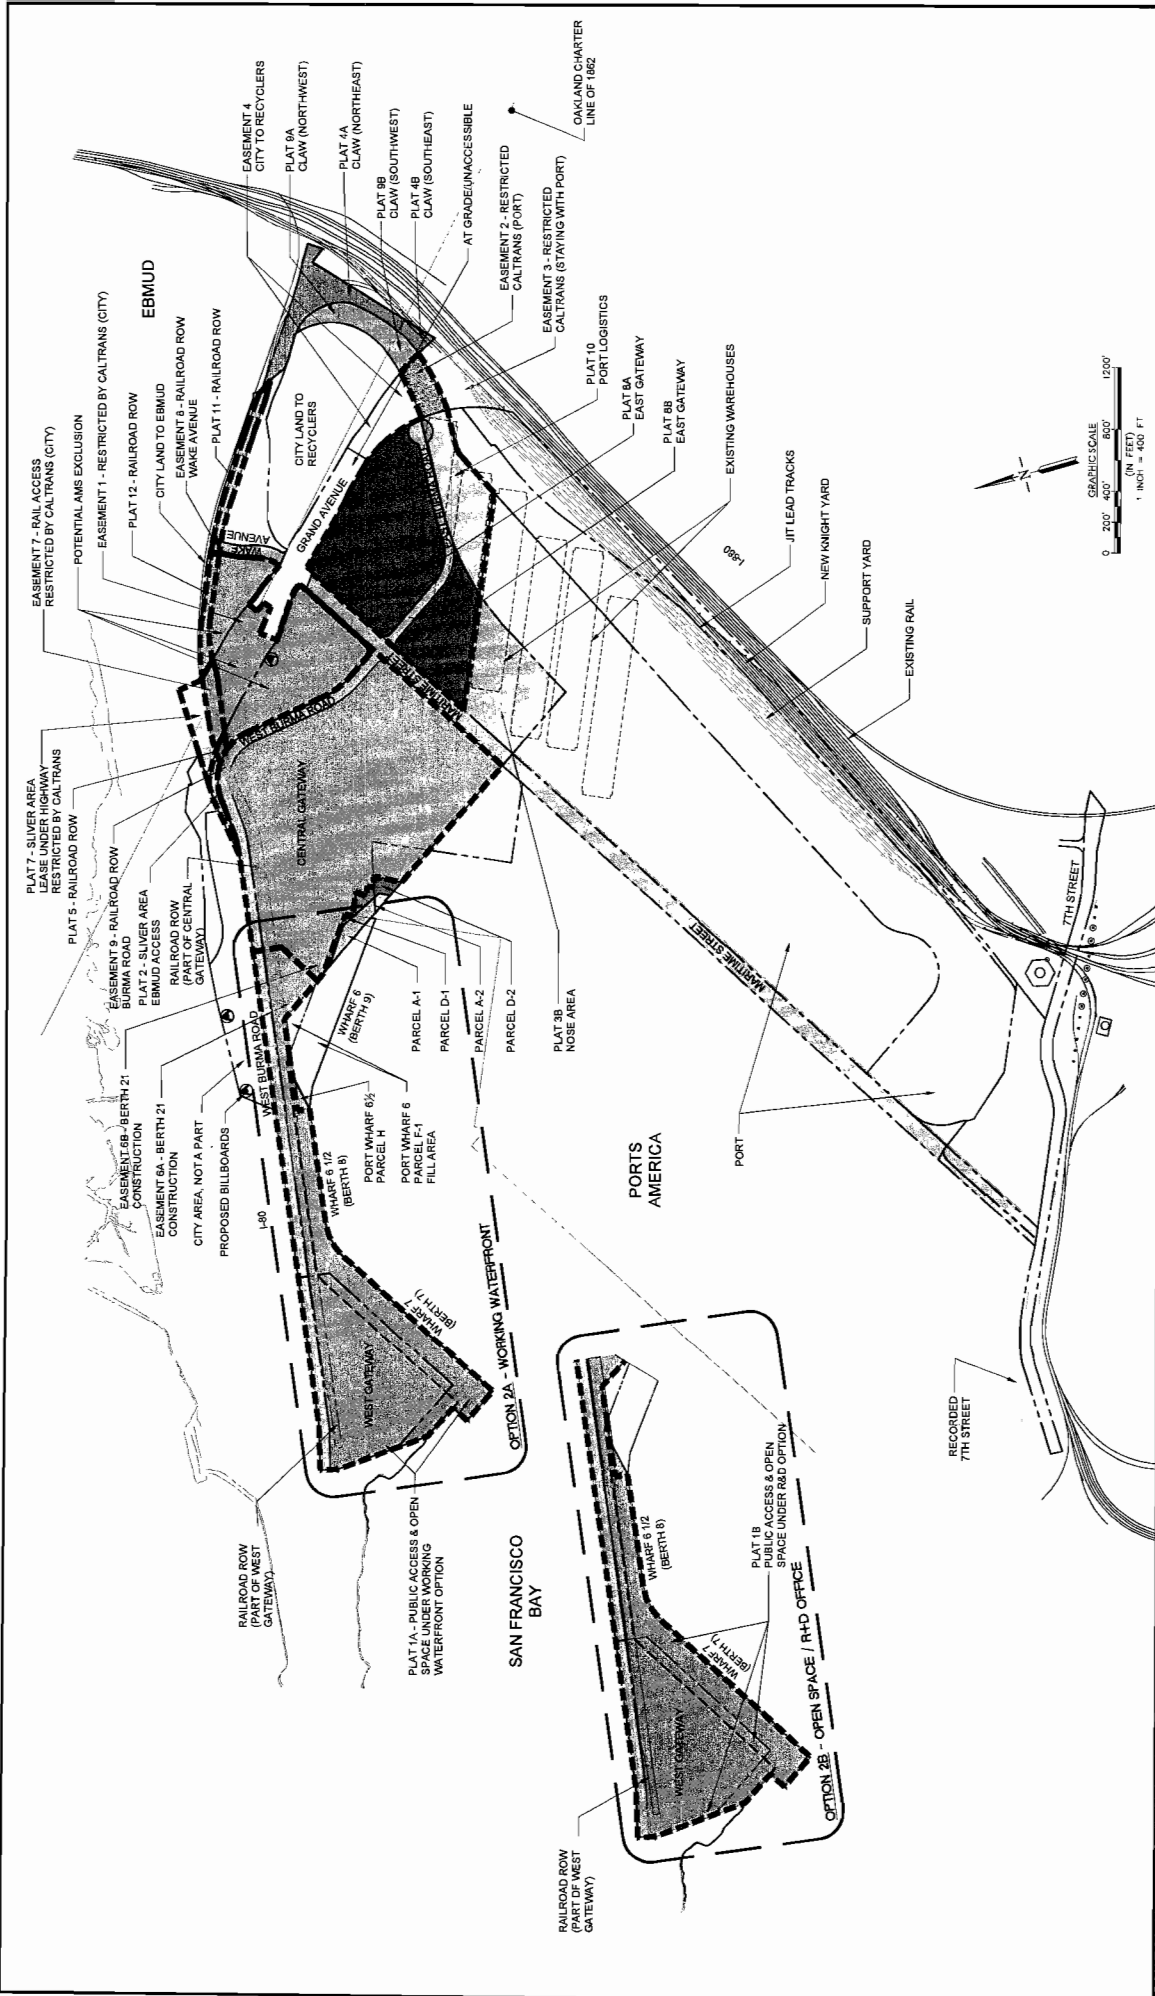 EBMUD
EASEMENT 7 - RAIL ACCESS
RESTRICTED BY CALTRANS (CITY)
POTENTIAL AMS EXCLUSION
EASEMENT 1 - RESTRICTED BY CALTRANS (CITY)
PLAT 12 - RAILROAD ROW
CITY LAND TO EBMUD
EASEMENT 8 - RAILROAD ROW
WAKE AVENUE
PLAT 11 - RAILROAD ROW
EASEMENT 4
CITY TO RECYCLERS
PLAT 9A
CLAW (NORTHWEST)
PLAT 4A
CLAW (NORTHEAST)
PLAT 9B
CLAW (SOUTHWEST)
PLAT 4B
CLAW (SOUTHEAST)
AT GRADE/UNACCESSIBLE
OAKLAND CHARTER
LINE OF 1862
EASEMENT 2 - RESTRICTED
CALTRANS (PORT)
EASEMENT 3 - RESTRICTED
CALTRANS (STAYING WITH PORT)
PLAT 10
PORT LOGISTICS
PLAT 8A
EAST GATEWAY
PLAT 8B
EAST GATEWAY
EXISTING WAREHOUSES
JIT LEAD TRACKS
NEW KNIGHT YARD
SUPPORT YARD
EXISTING RAIL
I-880
CITY LAND TO
RECYCLERS
GRAND AVENUE
WAKE
AVENUE
EAST BURMA ROAD
MARITIME STREET
WEST BURMA ROAD
CENTRAL GATEWAY
PLAT 7 - SLIVER AREA
LEASE UNDER HIGHWAY
RESTRICTED BY CALTRANS
PLAT 5 - RAILROAD ROW
EASEMENT 9 - RAILROAD ROW
BURMA ROAD
PLAT 2 - SLIVER AREA
EBMUD ACCESS
RAILROAD ROW
(PART OF CENTRAL
GATEWAY)
EASEMENT 6B - BERTH 21
CONSTRUCTION
EASEMENT 6A - BERTH 21
CONSTRUCTION
CITY AREA, NOT A PART
PROPOSED BILLBOARDS
I-80
WEST BURMA ROAD
WHARF 6
(BERTH 9)
PARCEL A-1
PARCEL D-1
PARCEL A-2
PARCEL D-2
PLAT 3B
NOSE AREA
PORT WHARF 6½
PARCEL H
PORT WHARF 6
PARCEL F-1
FILL AREA
WHARF 6 1/2
(BERTH 8)
WHARF 7
(BERTH 7)
WEST GATEWAY
OPTION 2A - WORKING WATERFRONT
RAILROAD ROW
(PART OF WEST
GATEWAY)
PLAT 1A - PUBLIC ACCESS & OPEN
SPACE UNDER WORKING
WATERFRONT OPTION
SAN FRANCISCO
BAY
PORTS
AMERICA
PORT
MARITIME STREET
7TH STREET
RECORDED
7TH STREET
WHARF 6 1/2
(BERTH 8)
WHARF 7
(BERTH 7)
WEST GATEWAY
PLAT 1B
PUBLIC ACCESS & OPEN
SPACE UNDER R&D OPTION
OPTION 2B - OPEN SPACE / R+D OFFICE
RAILROAD ROW
(PART OF WEST
GATEWAY)
N
GRAPHIC SCALE
0 200' 400' 800' 1200'
(IN FEET)
1 INCH = 400 FT